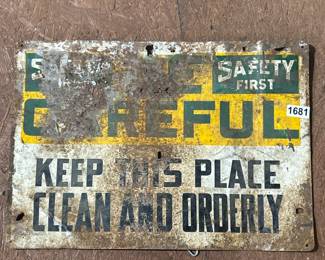 SAFETY
FIRST
1681
CAREFUL
KEEP THIS PLACE
CLEAN AND ORDERLY